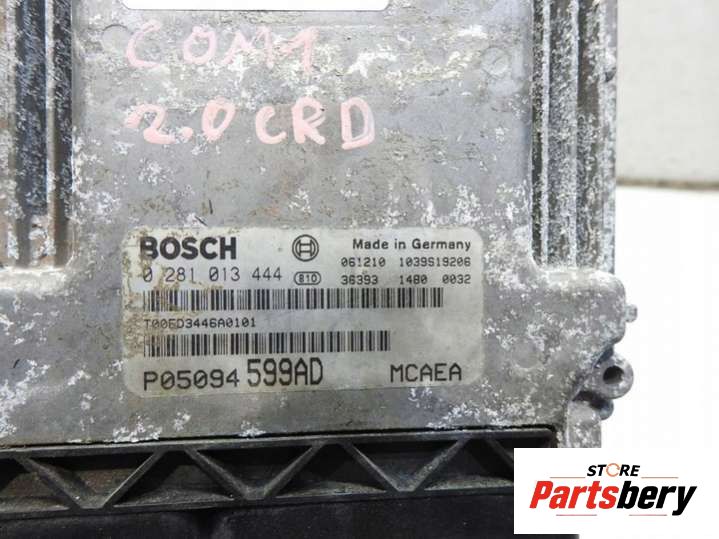 COM1
2.0 CRD
BOSCH Made in Germany
061210 1039S19206
0 281 013 444 810 36393 1480 0032
T006D3446A0101
P05094 599AD MCAEA
STORE
Partsbery